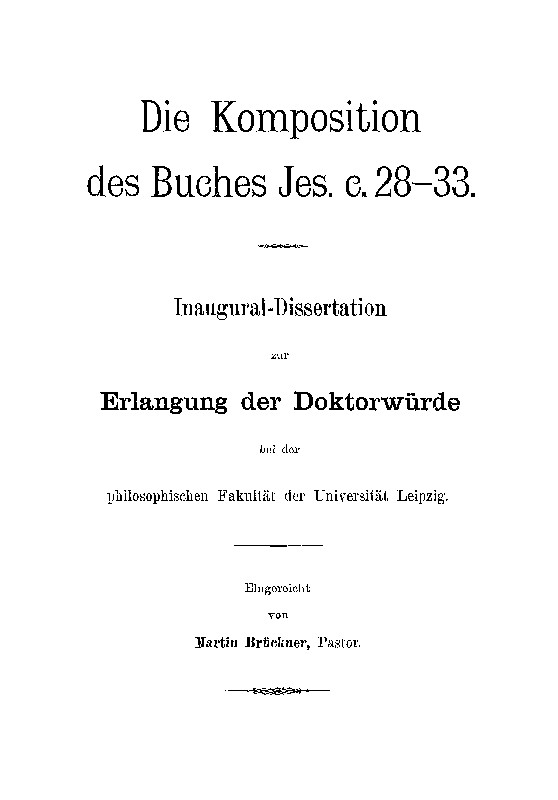 Die Komposition
des Buches Jes. c. 28–33.
Inaugural-Dissertation
zur
Erlangung der Doktorwürde
bei der
philosophischen Fakultät der Universität Leipzig.
Eingereicht
von
Martin Brückner, Pastor.